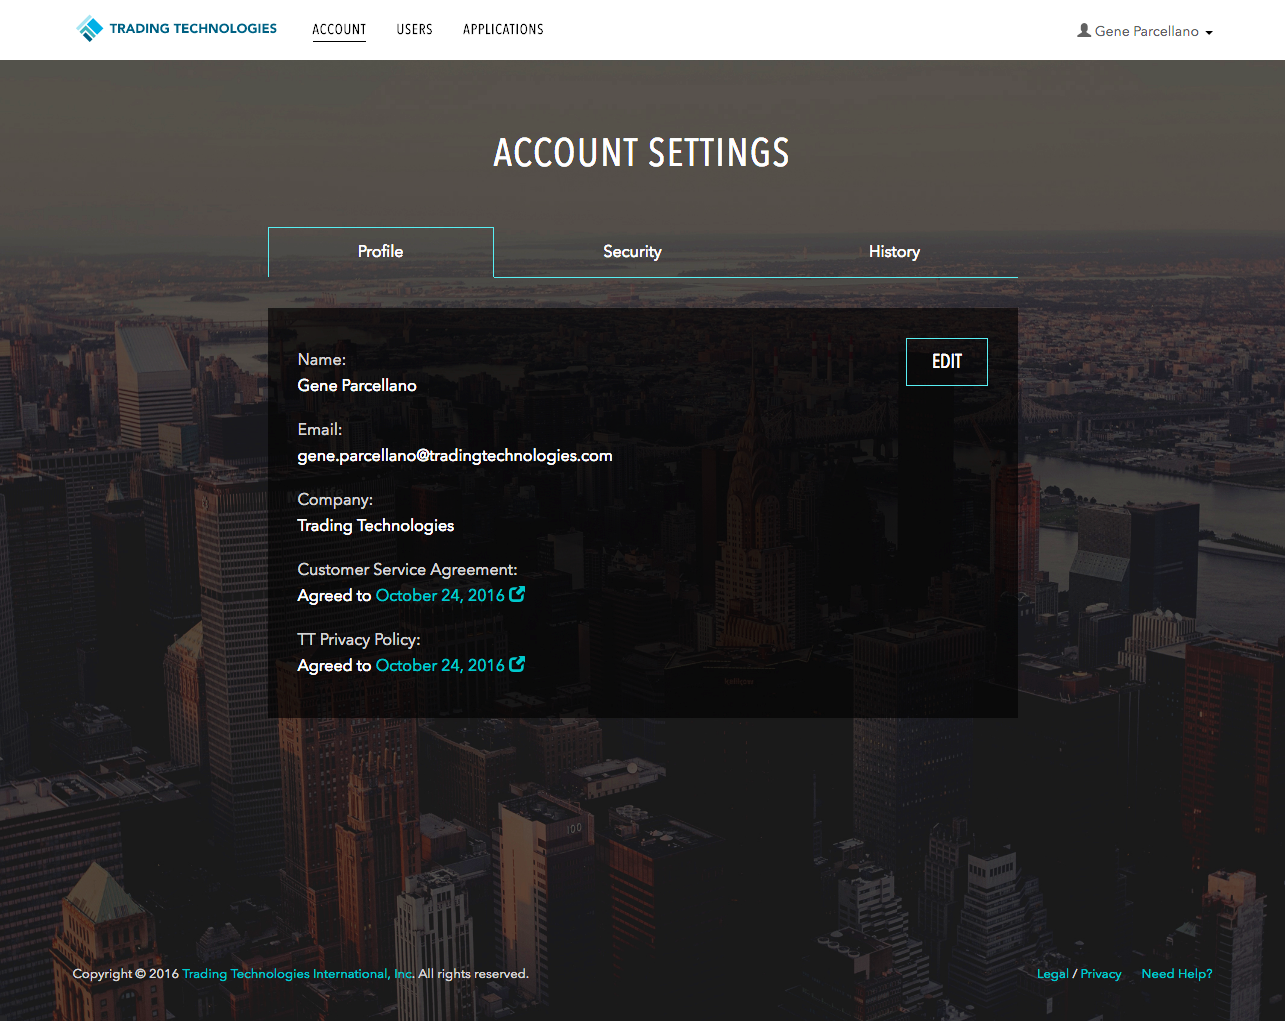 TRADING TECHNOLOGIES
ACCOUNT USERS APPLICATIONS
Gene Parcellano
ACCOUNT SETTINGS
Profile Security History
EDIT
Name:
Gene Parcellano
Email:
gene.parcellano@tradingtechnologies.com
Company:
Trading Technologies
Customer Service Agreement:
Agreed to October 24, 2016
TT Privacy Policy:
Agreed to October 24, 2016
100
Copyright © 2016 Trading Technologies International, Inc. All rights reserved.
Legal / Privacy Need Help?